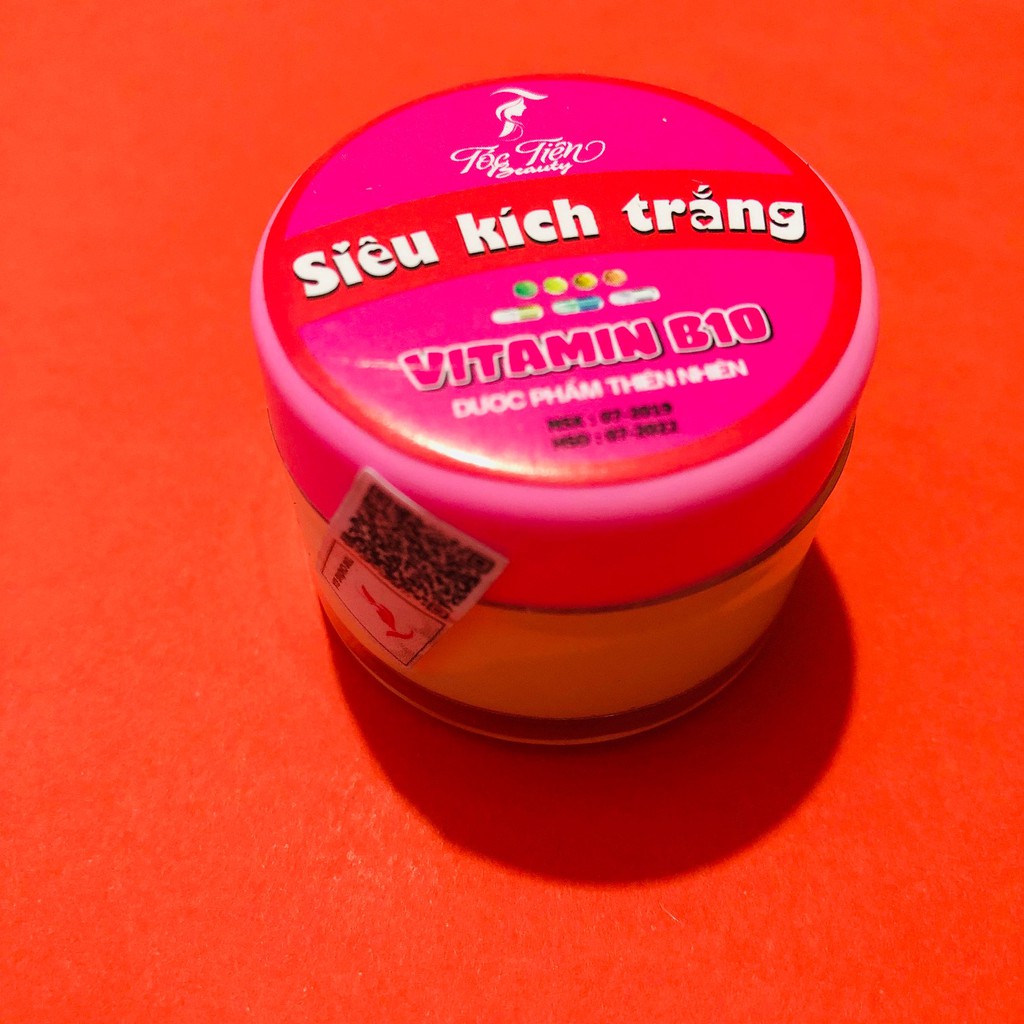 Tóc Tiên
Beauty
Siêu kích trắng
VITAMIN B10
DƯỢC PHẨM THIÊN NHIÊN
NSX : 07-2019
HSD : 07-2022